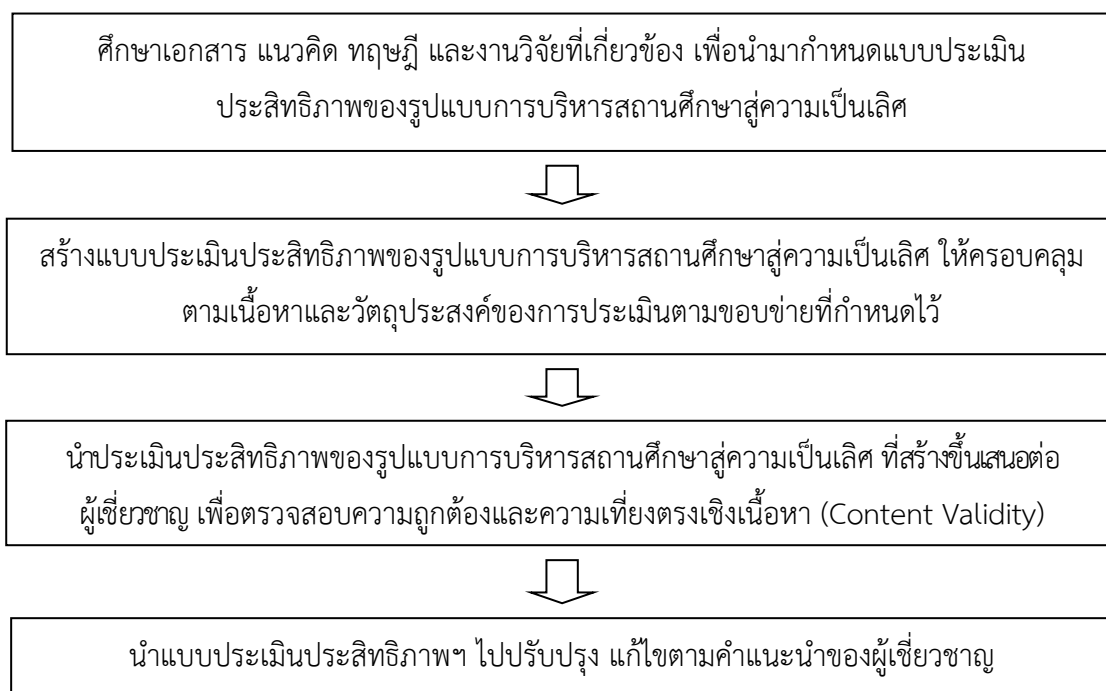 ศึกษาเอกสาร แนวคิด ทฤษฎี และงานวิจัยที่เกี่ยวข้อง เพื่อนำมากำหนดแบบประเมิน
ประสิทธิภาพของรูปแบบการบริหารสถานศึกษาสู่ความเป็นเลิศ
สร้างแบบประเมินประสิทธิภาพของรูปแบบการบริหารสถานศึกษาสู่ความเป็นเลิศ ให้ครอบคลุม
ตามเนื้อหาและวัตถุประสงค์ของการประเมินตามขอบข่ายที่กำหนดไว้
นำประเมินประสิทธิภาพของรูปแบบการบริหารสถานศึกษาสู่ความเป็นเลิศ ที่สร้างขึ้นเสนอต่อ
ผู้เชี่ยวชาญ เพื่อตรวจสอบความถูกต้องและความเที่ยงตรงเชิงเนื้อหา (Content Validity)
นำแบบประเมินประสิทธิภาพฯ ไปปรับปรุง แก้ไขตามคำแนะนำของผู้เชี่ยวชาญ